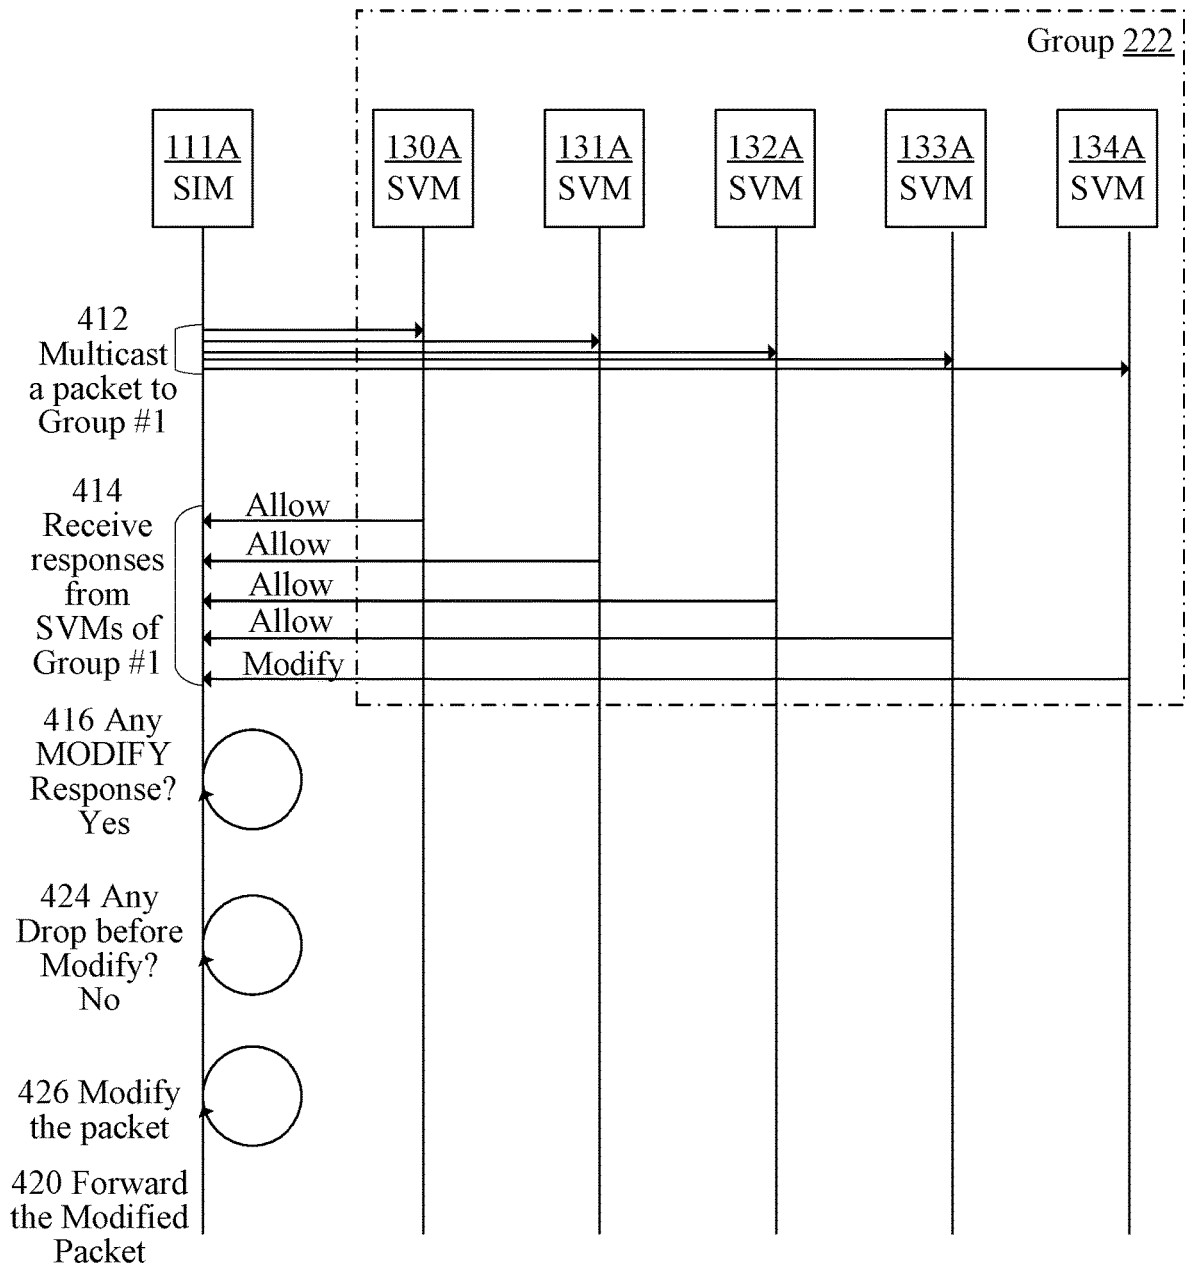 Group 222
111A
SIM
130A
SVM
131A
SVM
132A
SVM
133A
SVM
134A
SVM
412
Multicast
a packet to
Group #1
414
Receive
responses
from
SVMs of
Group #1
Allow
Allow
Allow
Allow
Modify
416 Any
MODIFY
Response?
Yes
424 Any
Drop before
Modify?
No
426 Modify
the packet
420 Forward
the Modified
Packet